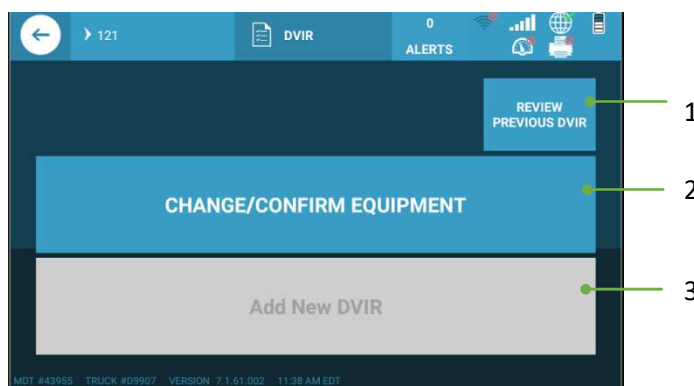 121
DVIR
0
ALERTS
REVIEW
PREVIOUS DVIR
1
CHANGE/CONFIRM EQUIPMENT
2
Add New DVIR
3
MDT #43955 TRUCK #D9907 VERSION 7.1.61.002 11:38 AM EDT